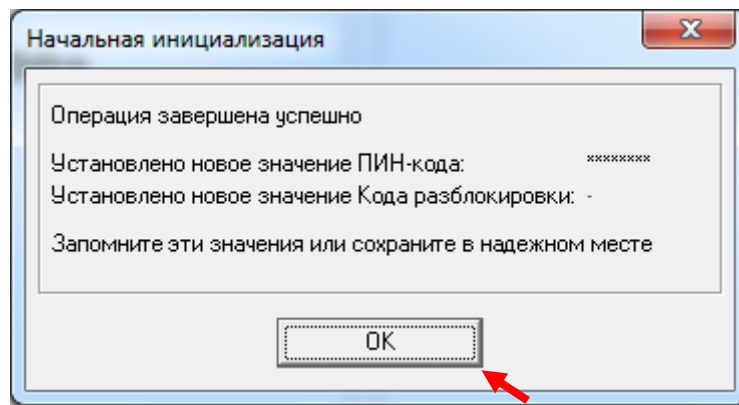 Начальная инициализация
Операция завершена успешно
Установлено новое значение ПИН-кода: ********
Установлено новое значение Кода разблокировки: -
Запомните эти значения или сохраните в надежном месте
OK